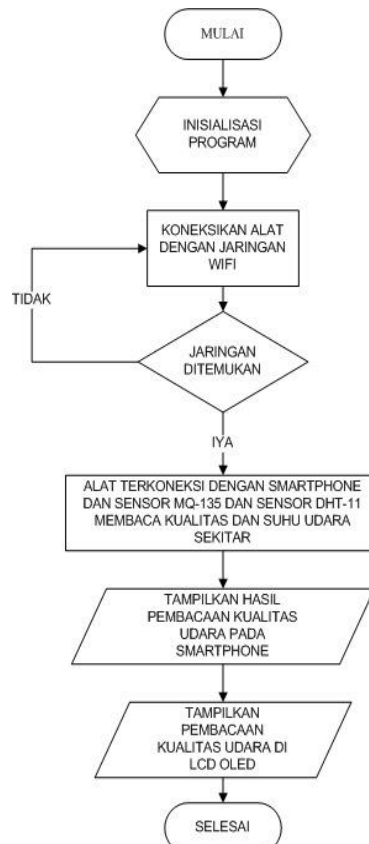 MULAI
INISIALISASI
PROGRAM
KONEKSIKAN ALAT
DENGAN JARINGAN
WIFI
TIDAK
JARINGAN
DITEMUKAN
IYA
ALAT TERKONEKSI DENGAN SMARTPHONE
DAN SENSOR MQ-135 DAN SENSOR DHT-11
MEMBACA KUALITAS DAN SUHU UDARA
SEKITAR
TAMPILKAN HASIL
PEMBACAAN KUALITAS
UDARA PADA
SMARTPHONE
TAMPILKAN
PEMBACAAN
KUALITAS UDARA DI
LCD OLED
SELESAI